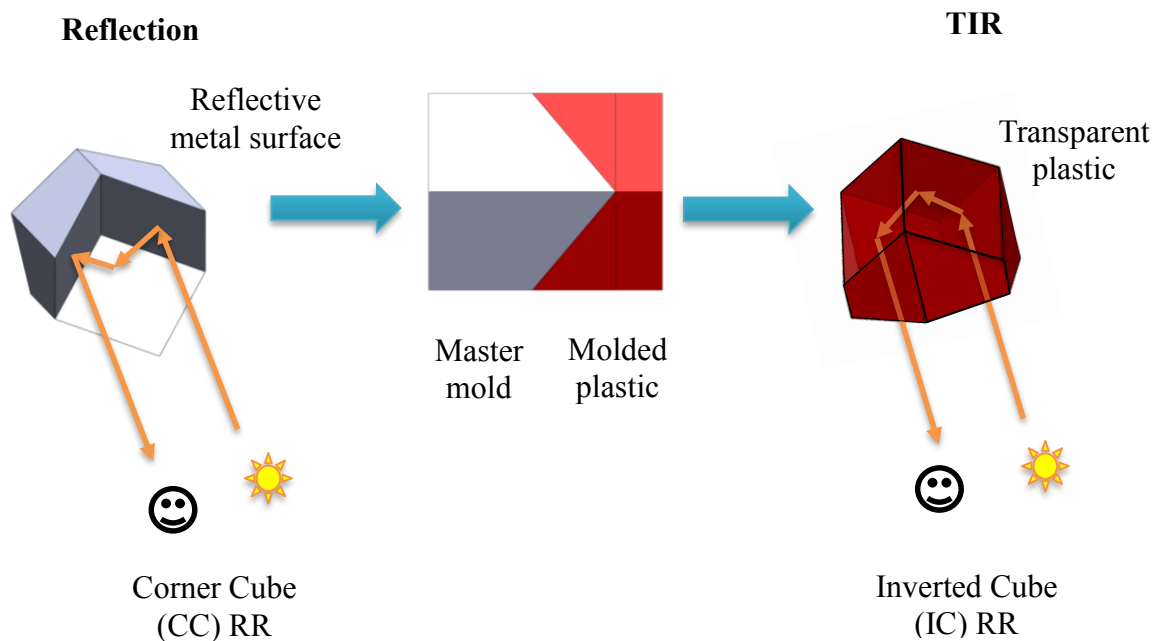 Reflection
TIR
Reflective
metal surface
Transparent
plastic
Master
mold
Molded
plastic
Corner Cube
(CC) RR
Inverted Cube
(IC) RR